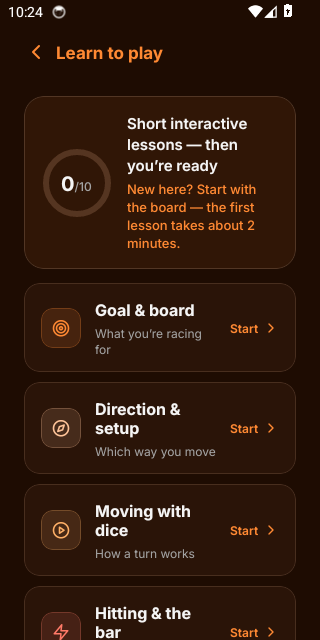 10:24
Learn to play
Short interactive
lessons — then
you’re ready
0/10
New here? Start with
the board — the first
lesson takes about 2
minutes.
Goal & board
What you’re racing
for
Start
Direction &
setup
Which way you move
Start
Moving with
dice
How a turn works
Start
Hitting & the
bar
Start